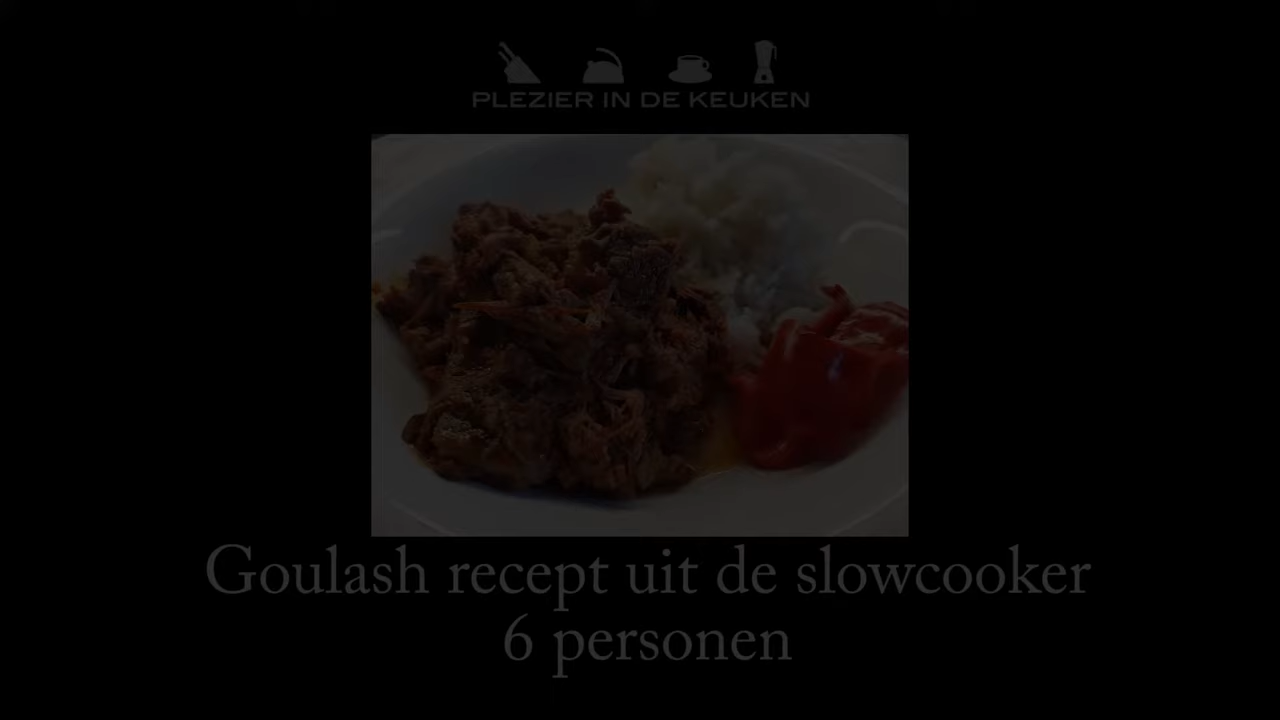 PLEZIER IN DE KEUKEN
Goulash recept uit de slowcooker
6 personen